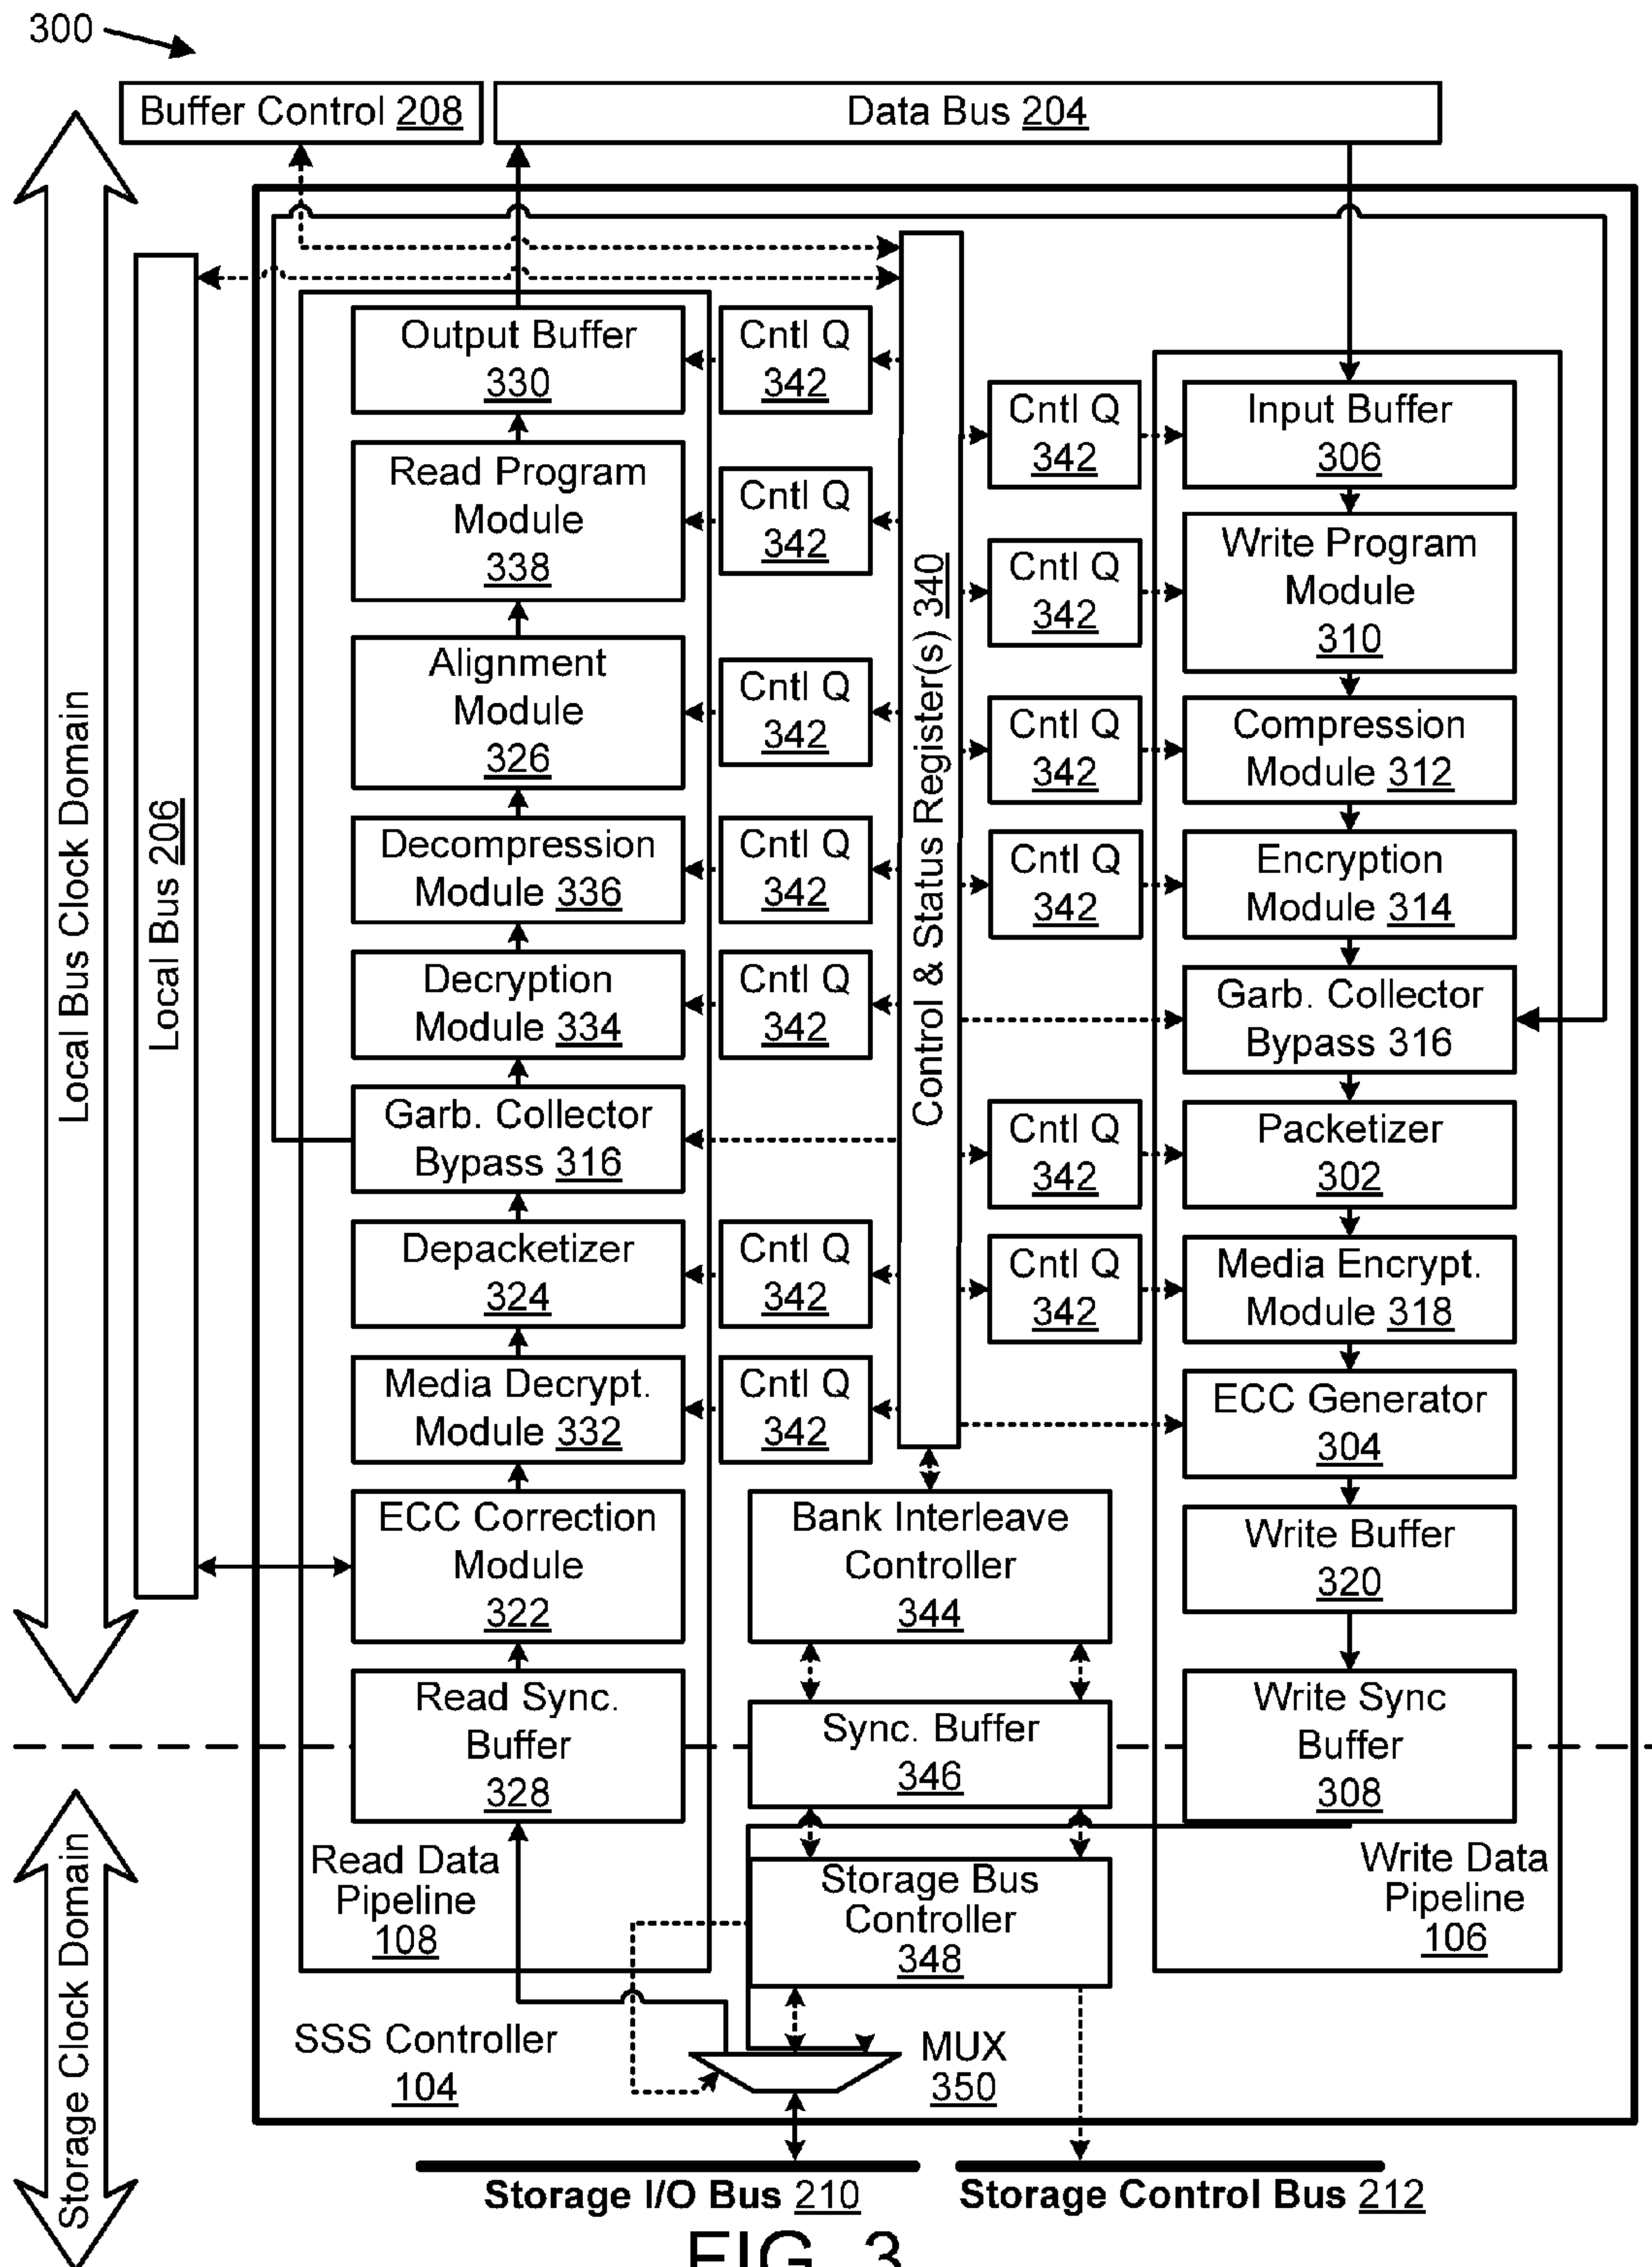 300
Buffer Control 208
Data Bus 204
Local Bus Clock Domain
Local Bus 206
Output Buffer
330
Cntl Q
342
Read Program
Module
338
Cntl Q
342
Alignment
Module
326
Cntl Q
342
Decompression
Module 336
Cntl Q
342
Decryption
Module 334
Cntl Q
342
Garb. Collector
Bypass 316
Depacketizer
324
Cntl Q
342
Media Decrypt.
Module 332
Cntl Q
342
ECC Correction
Module
322
Read Sync.
Buffer
328
Read Data
Pipeline
108
Control & Status Register(s) 340
Bank Interleave
Controller
344
Sync. Buffer
346
Storage Bus
Controller
348
Cntl Q
342
Input Buffer
306
Cntl Q
342
Write Program
Module
310
Cntl Q
342
Compression
Module 312
Cntl Q
342
Encryption
Module 314
Garb. Collector
Bypass 316
Cntl Q
342
Packetizer
302
Cntl Q
342
Media Encrypt.
Module 318
ECC Generator
304
Write Buffer
320
Write Sync
Buffer
308
Write Data
Pipeline
106
Storage Clock Domain
SSS Controller
104
MUX
350
Storage I/O Bus 210
Storage Control Bus 212
FIG. 3